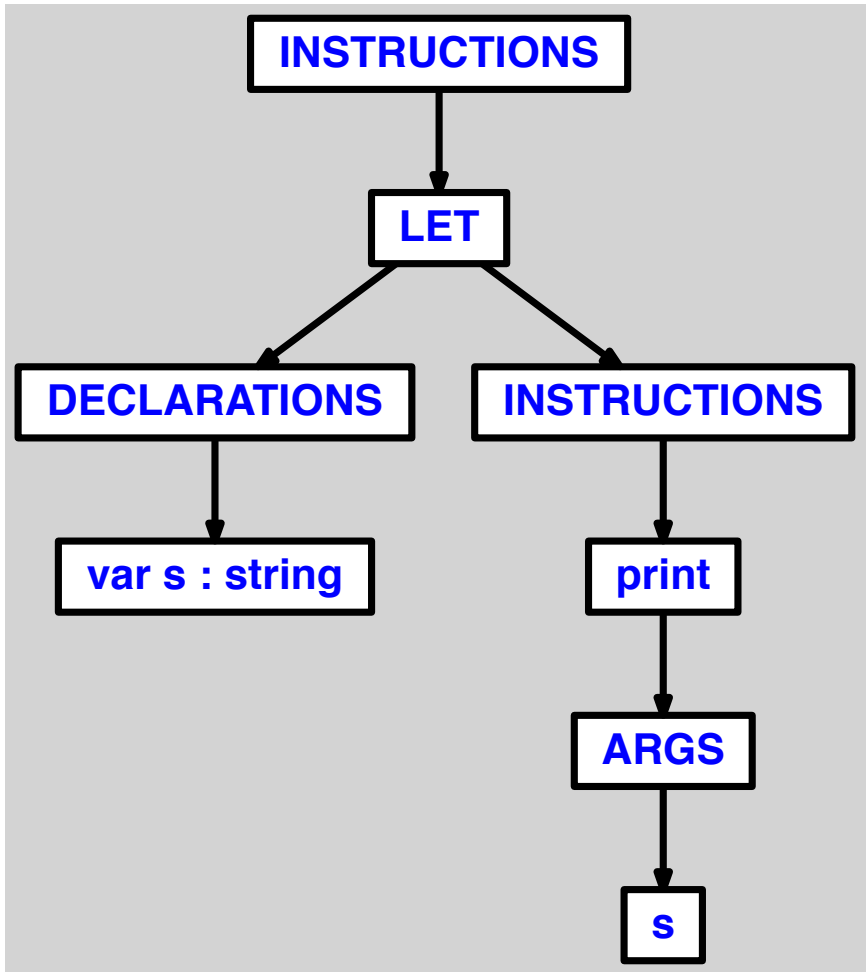 INSTRUCTIONS
LET
DECLARATIONS
INSTRUCTIONS
var s : string
print
ARGS
s